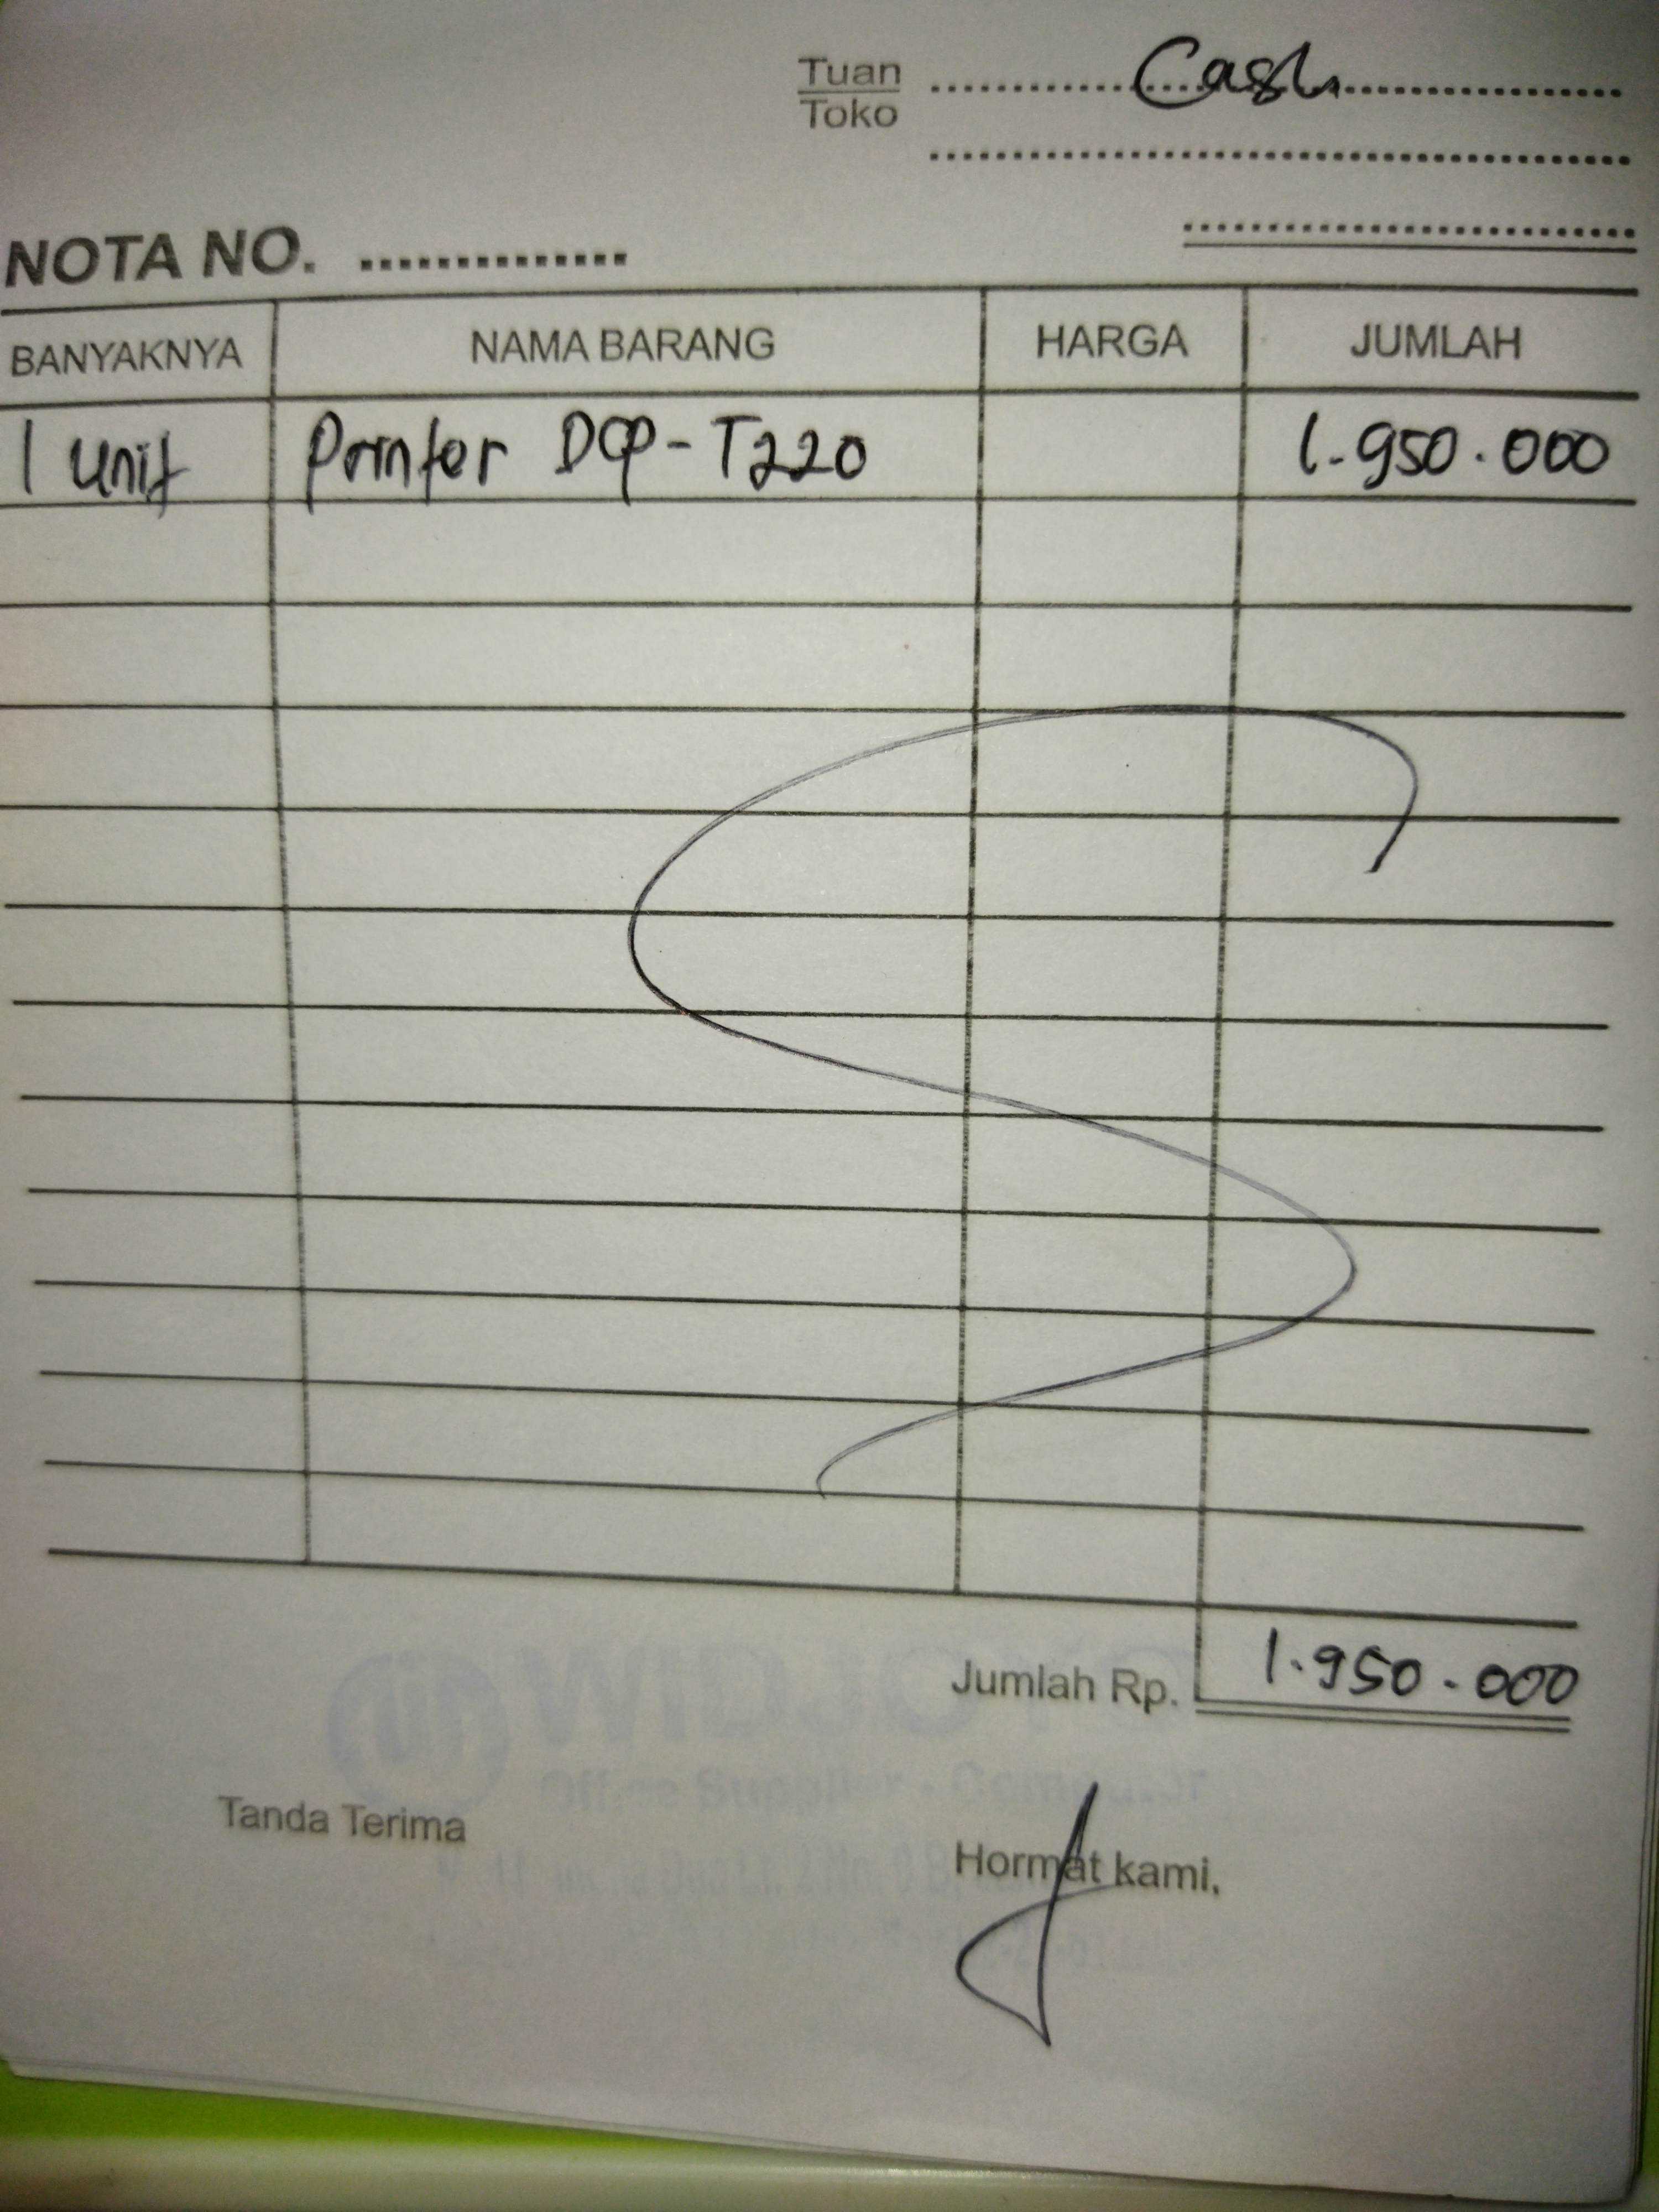 Tuan Cash
Toko
NOTA NO.
BANYAKNYA NAMA BARANG HARGA JUMLAH
1 Unit Printer DCP-T220 1.950.000
Jumlah Rp. 1.950.000
Tanda Terima
Hormat kami,